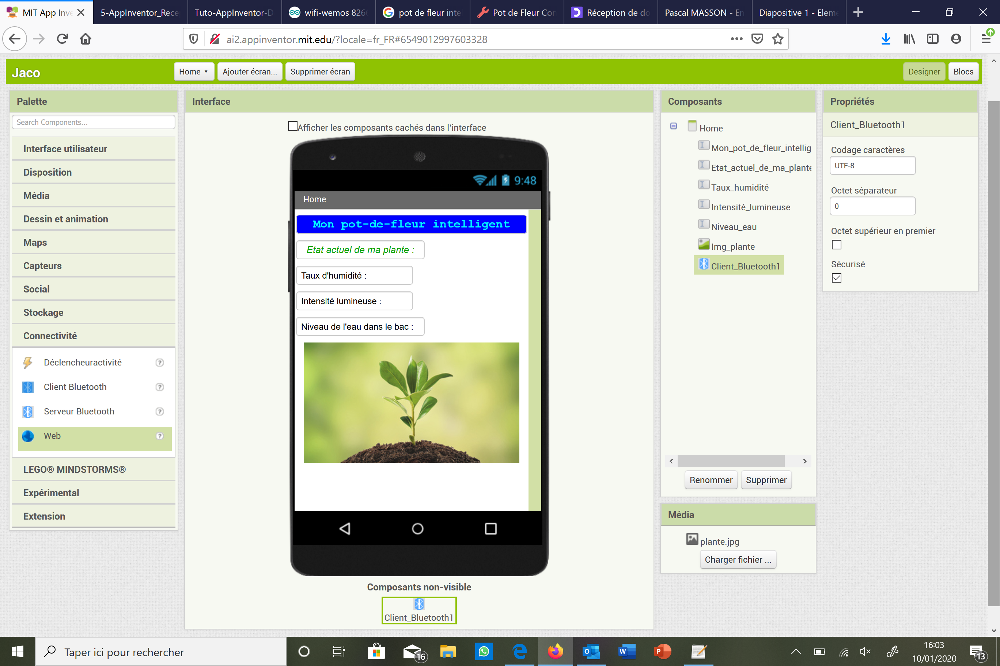 MIT App Inve
5-AppInventor_Rece
Tuto-AppInventor-D
wifi-wemos 826
pot de fleur inte
Pot de Fleur Con
Réception de do
Pascal MASSON - En
Diapositive 1 - Eleme
ai2.appinventor.mit.edu/?locale=fr_FR#6549012997603328
Jaco
Home
Ajouter écran...
Supprimer écran
Designer
Blocs
Palette
Search Components...
Interface utilisateur
Disposition
Média
Dessin et animation
Maps
Capteurs
Social
Stockage
Connectivité
Déclencheuractivité ?
Client Bluetooth ?
Serveur Bluetooth ?
Web ?
LEGO® MINDSTORMS®
Expérimental
Extension
Interface
Afficher les composants cachés dans l'interface
9:48
Home
Mon pot-de-fleur intelligent
Etat actuel de ma plante :
Taux d'humidité :
Intensité lumineuse :
Niveau de l'eau dans le bac :
Composants non-visible
Client_Bluetooth1
Composants
Home
Mon_pot_de_fleur_intellig
Etat_actuel_de_ma_plante
Taux_humidité
Intensité_lumineuse
Niveau_eau
Img_plante
Client_Bluetooth1
Renommer
Supprimer
Média
plante.jpg
Charger fichier ...
Propriétés
Client_Bluetooth1
Codage caractères
UTF-8
Octet séparateur
0
Octet supérieur en premier
Sécurisé
Taper ici pour rechercher
16
16:03
10/01/2020
13